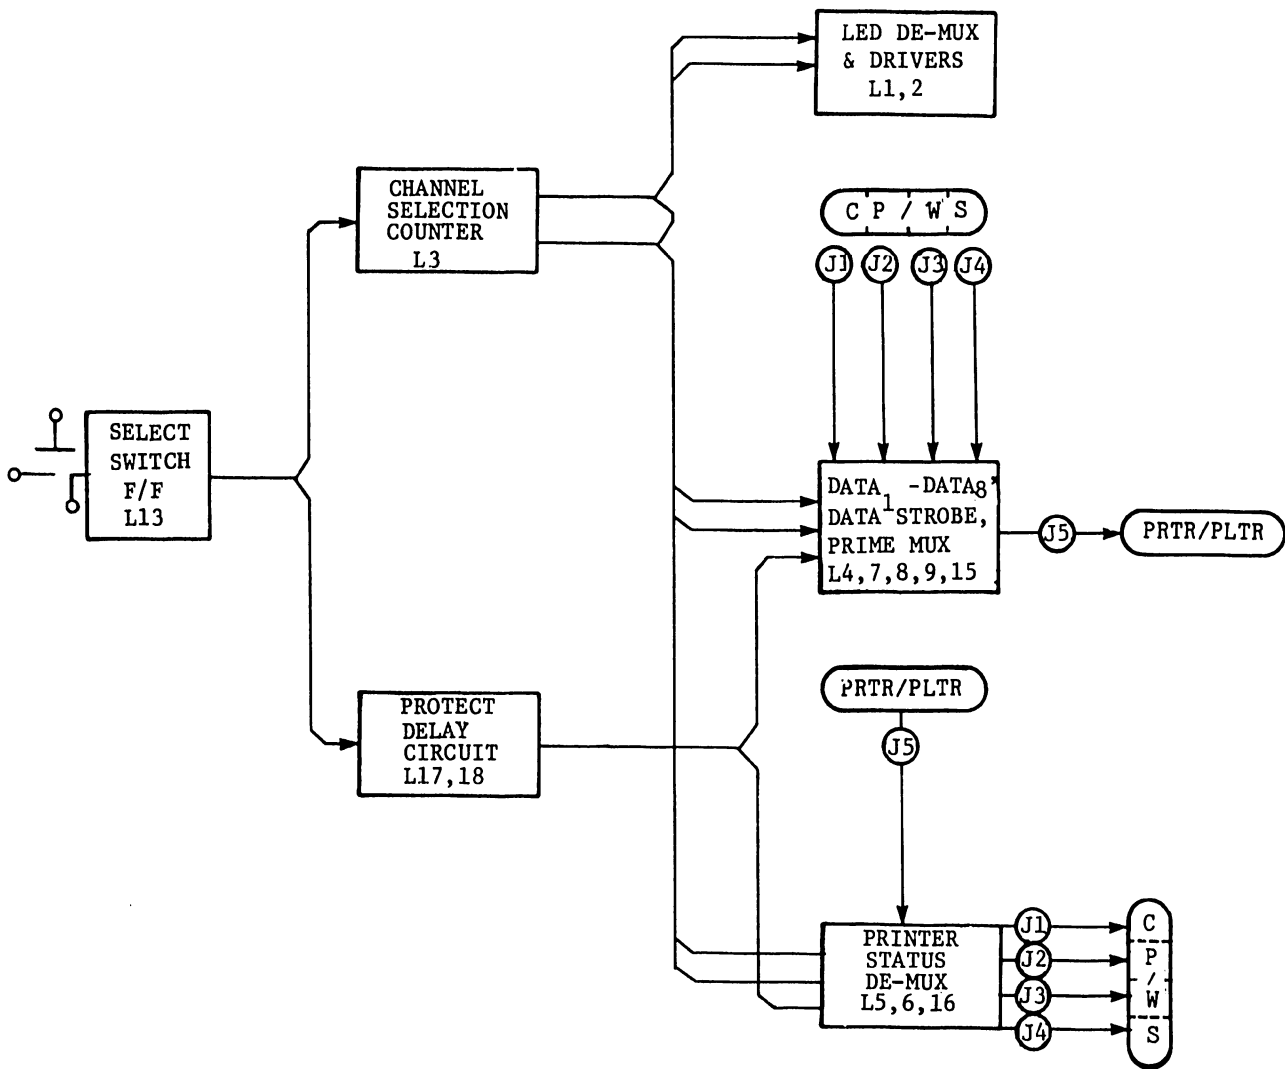 LED DE-MUX
& DRIVERS
L1,2
CHANNEL
SELECTION
COUNTER
L3
C P / W S
J1 J2 J3 J4
SELECT
SWITCH
F/F
L13
DATA1 -DATA8,
DATA STROBE,
PRIME MUX
L4,7,8,9,15
J5
PRTR/PLTR
PROTECT
DELAY
CIRCUIT
L17,18
PRTR/PLTR
J5
PRINTER
STATUS
DE-MUX
L5,6,16
J1
J2
J3
J4
C
P
/
W
S